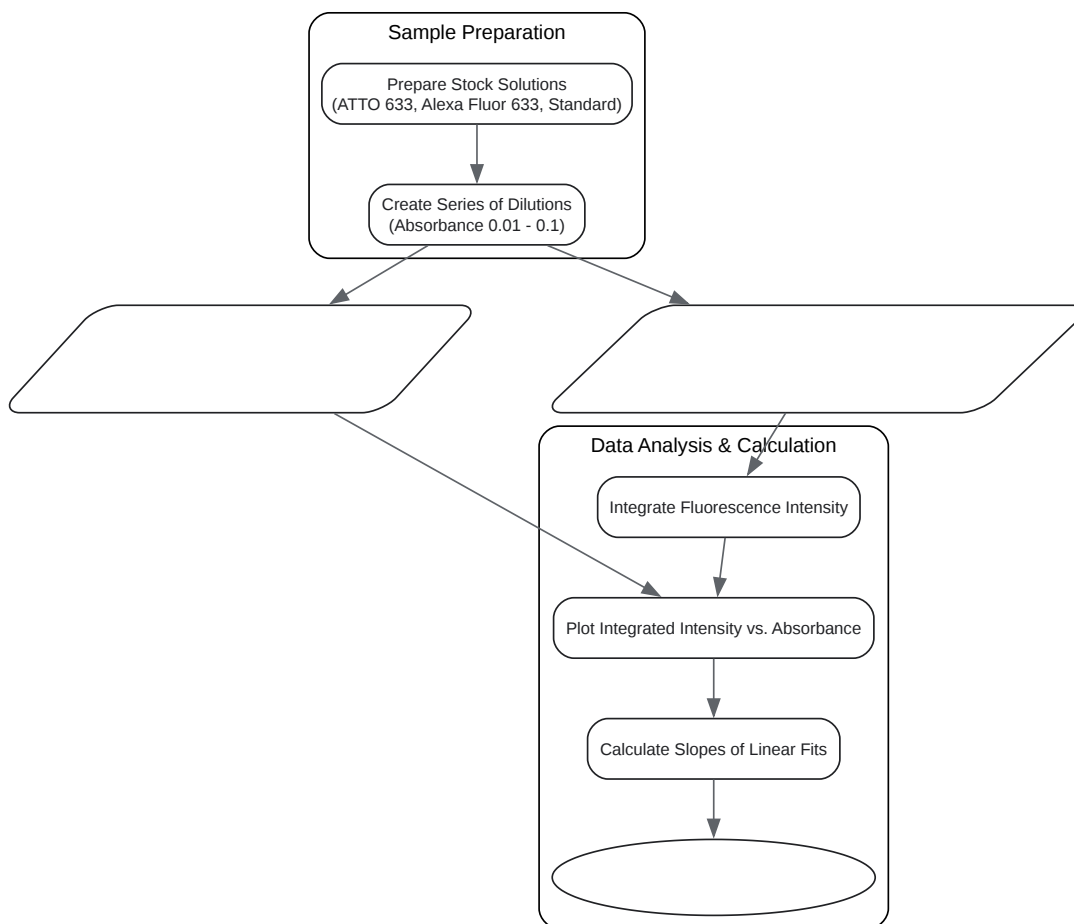 Sample Preparation
Prepare Stock Solutions
(ATTO 633, Alexa Fluor 633, Standard)
Create Series of Dilutions
(Absorbance 0.01 - 0.1)
Data Analysis & Calculation
Integrate Fluorescence Intensity
Plot Integrated Intensity vs. Absorbance
Calculate Slopes of Linear Fits